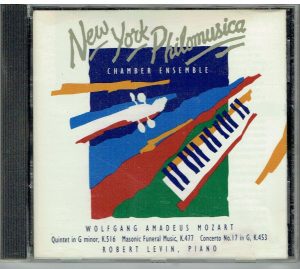 New York Philomusica
CHAMBER ENSEMBLE
WOLFGANG AMADEUS MOZART
Quintet in G minor, K.516 Masonic Funeral Music, K.477 Concerto No.17 in G, K.453
ROBERT LEVIN, PIANO